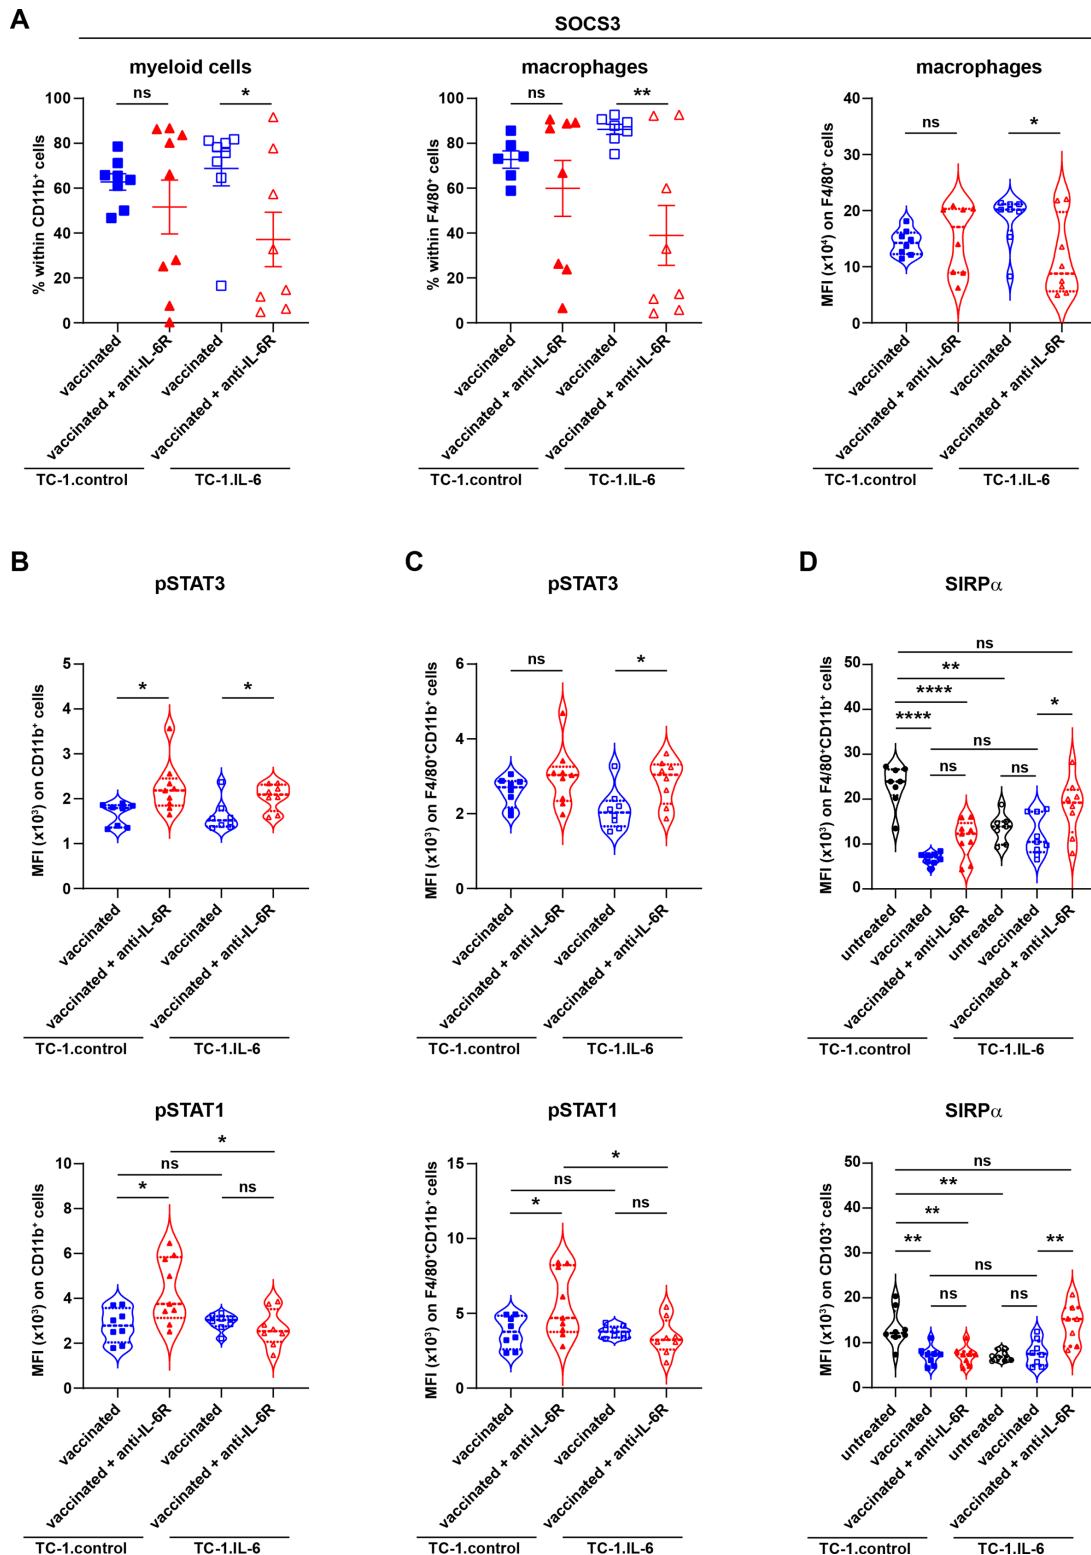 A
SOCS3
myeloid cells
macrophages
macrophages
% within CD11b⁺ cells
100
80
60
40
20
0
ns
*
vaccinated
vaccinated + anti-IL-6R
vaccinated
vaccinated + anti-IL-6R
TC-1.control
TC-1.IL-6
% within F4/80⁺ cells
100
80
60
40
20
0
ns
**
vaccinated
vaccinated + anti-IL-6R
vaccinated
vaccinated + anti-IL-6R
TC-1.control
TC-1.IL-6
MFI (x10⁴) on F4/80⁺ cells
40
30
20
10
0
ns
*
vaccinated
vaccinated + anti-IL-6R
vaccinated
vaccinated + anti-IL-6R
TC-1.control
TC-1.IL-6
B
pSTAT3
MFI (x10³) on CD11b⁺ cells
5
4
3
2
1
0
*
*
vaccinated
vaccinated + anti-IL-6R
vaccinated
vaccinated + anti-IL-6R
TC-1.control
TC-1.IL-6
C
pSTAT3
MFI (x10³) on F4/80⁺CD11b⁺ cells
6
4
2
0
ns
*
vaccinated
vaccinated + anti-IL-6R
vaccinated
vaccinated + anti-IL-6R
TC-1.control
TC-1.IL-6
D
SIRPα
MFI (x10³) on F4/80⁺CD11b⁺ cells
50
40
30
20
10
0
ns
**
****
****
*
ns
ns
ns
untreated
vaccinated
vaccinated + anti-IL-6R
untreated
vaccinated
vaccinated + anti-IL-6R
TC-1.control
TC-1.IL-6
pSTAT1
MFI (x10³) on CD11b⁺ cells
10
8
6
4
2
0
*
ns
*
ns
vaccinated
vaccinated + anti-IL-6R
vaccinated
vaccinated + anti-IL-6R
TC-1.control
TC-1.IL-6
pSTAT1
MFI (x10³) on F4/80⁺CD11b⁺ cells
15
10
5
0
*
ns
*
ns
vaccinated
vaccinated + anti-IL-6R
vaccinated
vaccinated + anti-IL-6R
TC-1.control
TC-1.IL-6
SIRPα
MFI (x10³) on CD103⁺ cells
50
40
30
20
10
0
ns
**
**
**
**
ns
ns
ns
untreated
vaccinated
vaccinated + anti-IL-6R
untreated
vaccinated
vaccinated + anti-IL-6R
TC-1.control
TC-1.IL-6